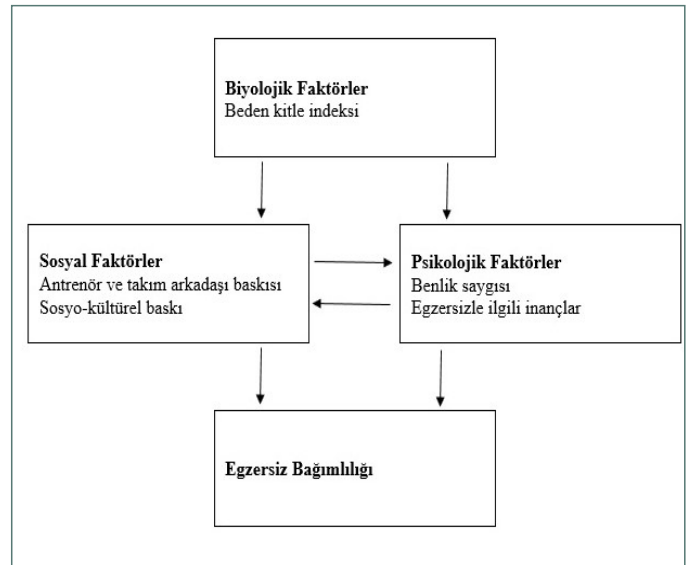 Biyolojik Faktörler
Beden kitle indeksi
Sosyal Faktörler
Antrenör ve takım arkadaşı baskısı
Sosyo-kültürel baskı
Psikolojik Faktörler
Benlik saygısı
Egzersizle ilgili inançlar
Egzersiz Bağımlılığı